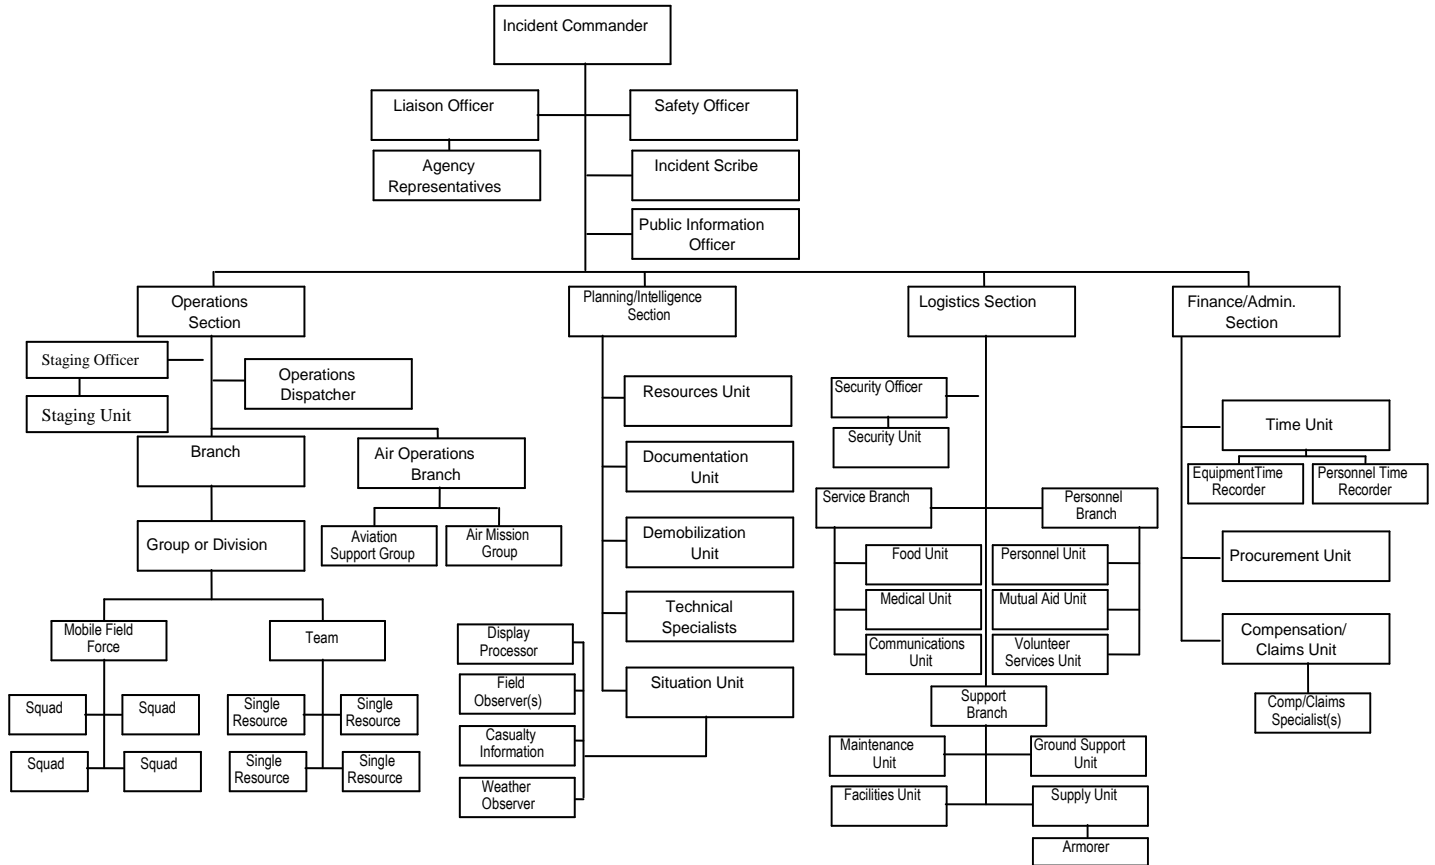 Incident Commander
Liaison Officer
Safety Officer
Agency
Representatives
Incident Scribe
Public Information
Officer
Operations
Section
Planning/Intelligence
Section
Logistics Section
Finance/Admin.
Section
Staging Officer
Staging Unit
Operations
Dispatcher
Branch
Air Operations
Branch
Group or Division
Aviation
Support Group
Air Mission
Group
Mobile Field
Force
Team
Squad
Squad
Single
Resource
Single
Resource
Squad
Squad
Single
Resource
Single
Resource
Resources Unit
Documentation
Unit
Demobilization
Unit
Technical
Specialists
Situation Unit
Display
Processor
Field
Observer(s)
Casualty
Information
Weather
Observer
Security Officer
Security Unit
Service Branch
Personnel
Branch
Food Unit
Personnel Unit
Medical Unit
Mutual Aid Unit
Communications
Unit
Volunteer
Services Unit
Support
Branch
Maintenance
Unit
Ground Support
Unit
Facilities Unit
Supply Unit
Armorer
Time Unit
EquipmentTime
Recorder
Personnel Time
Recorder
Procurement Unit
Compensation/
Claims Unit
Comp/Claims
Specialist(s)